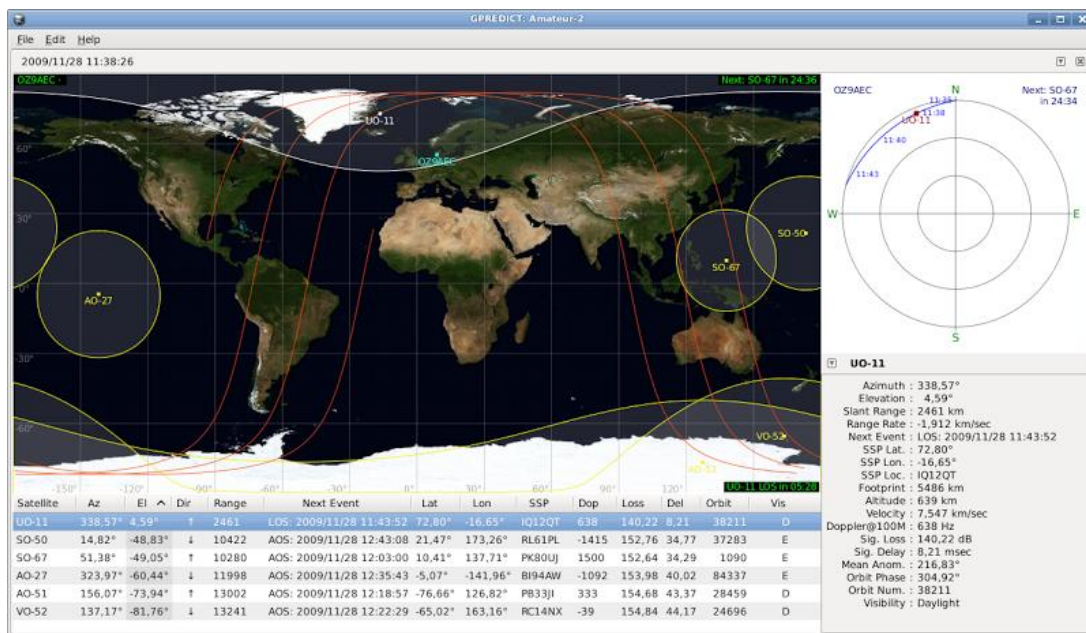 GPREDICT: Amateur-2
File Edit Help
2009/11/28 11:38:26
OZ9AEC
Next: SO-67 in 24:36
UO-11
OZ9AEC
60°
30°
0°
-30°
-60°
SO-50
SO-67
AO-27
VO-52
AO-51
-150° -120° -90° -60° -30° 0° 30° 60° 90° 120°
UO-11 LOS in 05:28
OZ9AEC
N
Next: SO-67
in 24:34
11:35
11:38
UO-11
11:40
11:43
W
E
S
UO-11
Azimuth : 338,57°
Elevation : 4,59°
Slant Range : 2461 km
Range Rate : -1,912 km/sec
Next Event : LOS: 2009/11/28 11:43:52
SSP Lat. : 72,80°
SSP Lon. : -16,65°
SSP Loc. : IQ12QT
Footprint : 5486 km
Altitude : 639 km
Velocity : 7,547 km/sec
Doppler@100M : 638 Hz
Sig. Loss : 140,22 dB
Sig. Delay : 8,21 msec
Mean Anom. : 216,83°
Orbit Phase : 304,92°
Orbit Num. : 38211
Visibility : Daylight
Satellite Az El Dir Range Next Event Lat Lon SSP Dop Loss Del Orbit Vis
UO-11 338,57° 4,59° ↑ 2461 LOS: 2009/11/28 11:43:52 72,80° -16,65° IQ12QT 638 140,22 8,21 38211 D
SO-50 14,82° -48,83° ↓ 10422 AOS: 2009/11/28 12:43:08 21,47° 173,26° RL61PL -1415 152,76 34,77 37283 E
SO-67 51,38° -49,05° ↑ 10280 AOS: 2009/11/28 12:03:00 10,41° 137,71° PK80UJ 1500 152,64 34,29 1090 E
AO-27 323,97° -60,44° ↓ 11998 AOS: 2009/11/28 12:35:43 -5,07° -141,96° BI94AW -1092 153,98 40,02 84337 E
AO-51 156,07° -73,94° ↑ 13002 AOS: 2009/11/28 12:18:57 -76,66° 126,82° PB33JI 333 154,68 43,37 28459 D
VO-52 137,17° -81,76° ↓ 13241 AOS: 2009/11/28 12:22:29 -65,02° 163,16° RC14NX -39 154,84 44,17 24696 D